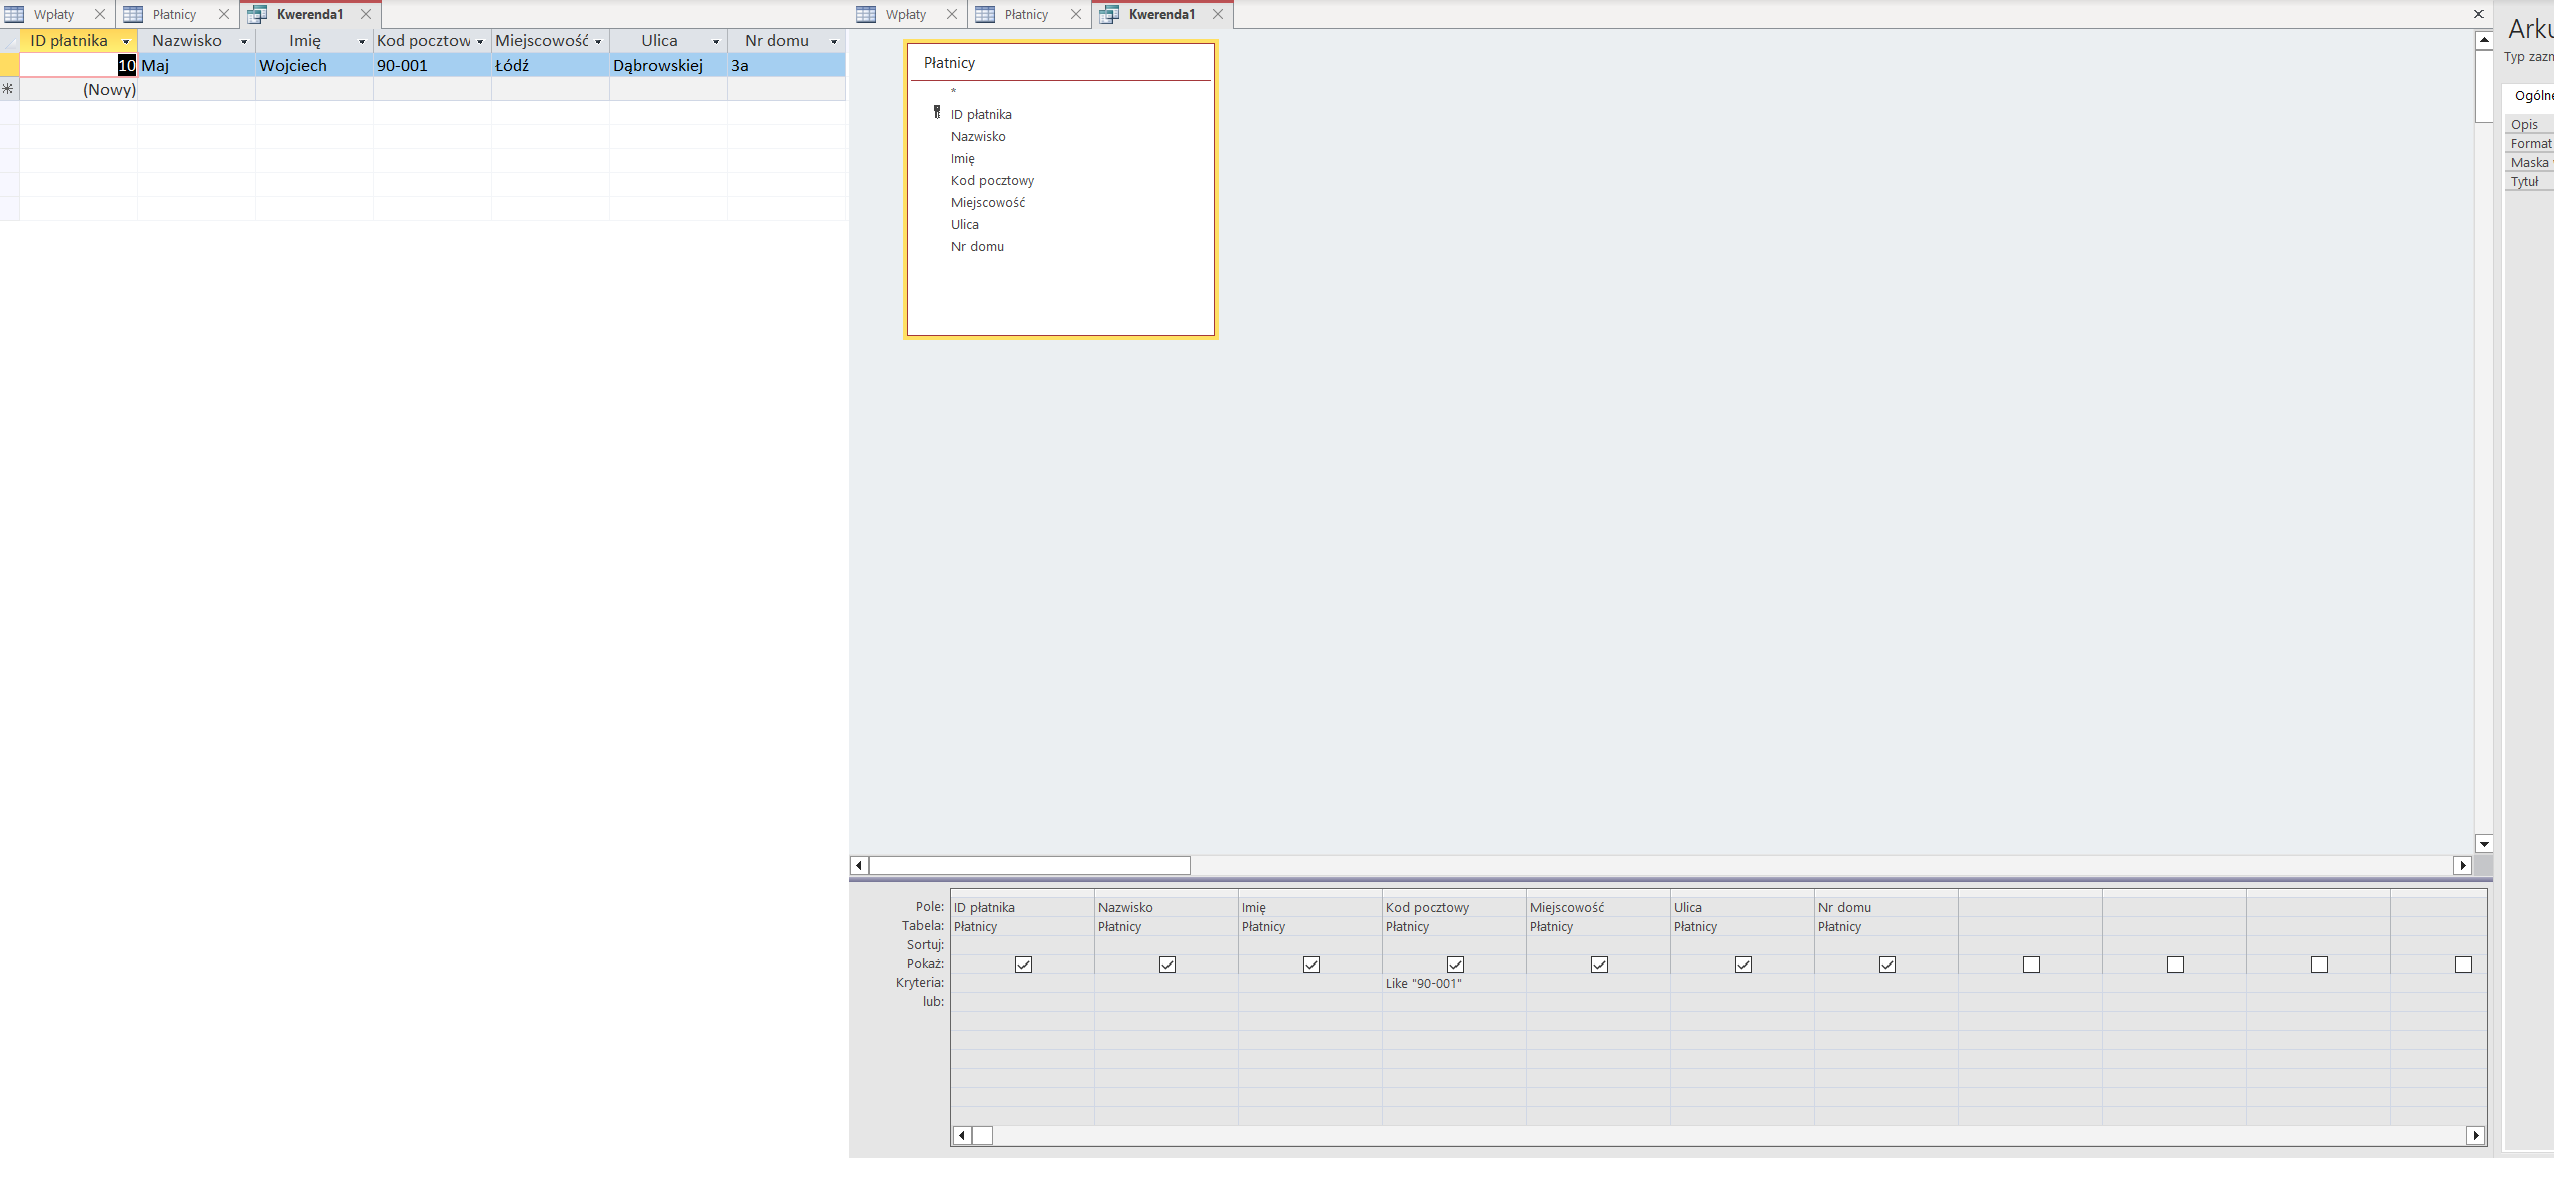 Wpłaty Płatnicy Kwerenda1
ID płatnika Nazwisko Imię Kod pocztow Miejscowość Ulica Nr domu
10 Maj Wojciech 90-001 Łódź Dąbrowskiej 3a
(Nowy)
Wpłaty Płatnicy Kwerenda1
Płatnicy
*
ID płatnika
Nazwisko
Imię
Kod pocztowy
Miejscowość
Ulica
Nr domu
Pole: ID płatnika Nazwisko Imię Kod pocztowy Miejscowość Ulica Nr domu
Tabela: Płatnicy Płatnicy Płatnicy Płatnicy Płatnicy Płatnicy Płatnicy
Sortuj:
Pokaż:
Kryteria: Like "90-001"
lub:
Arku
Typ zazn
Ogólne
Opis
Format
Maska
Tytuł